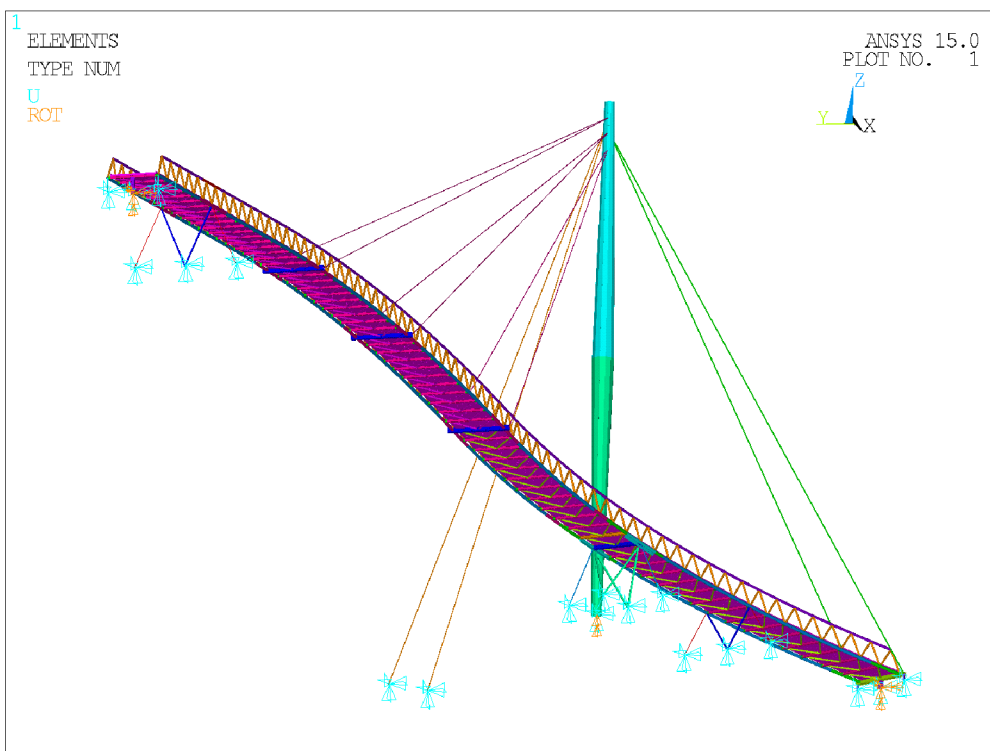 1
ELEMENTS
TYPE NUM
U
ROT
ANSYS 15.0
PLOT NO.   1
Z
Y
X